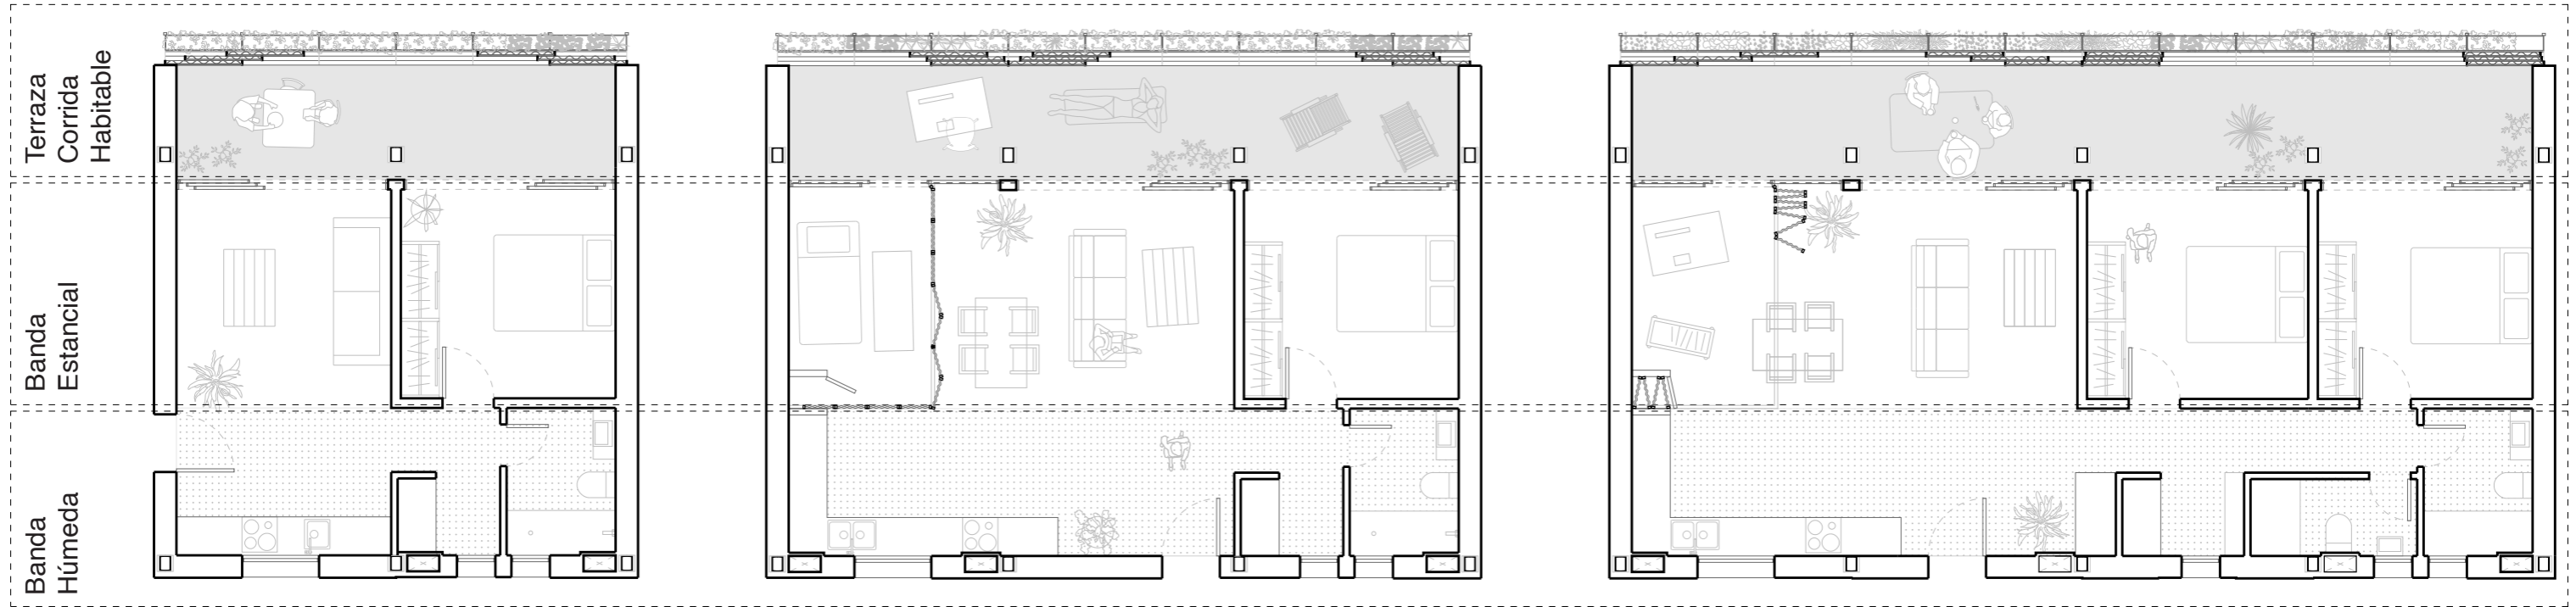 Terraza
Corrida
Habitable
Banda
Estancial
Banda
Húmeda